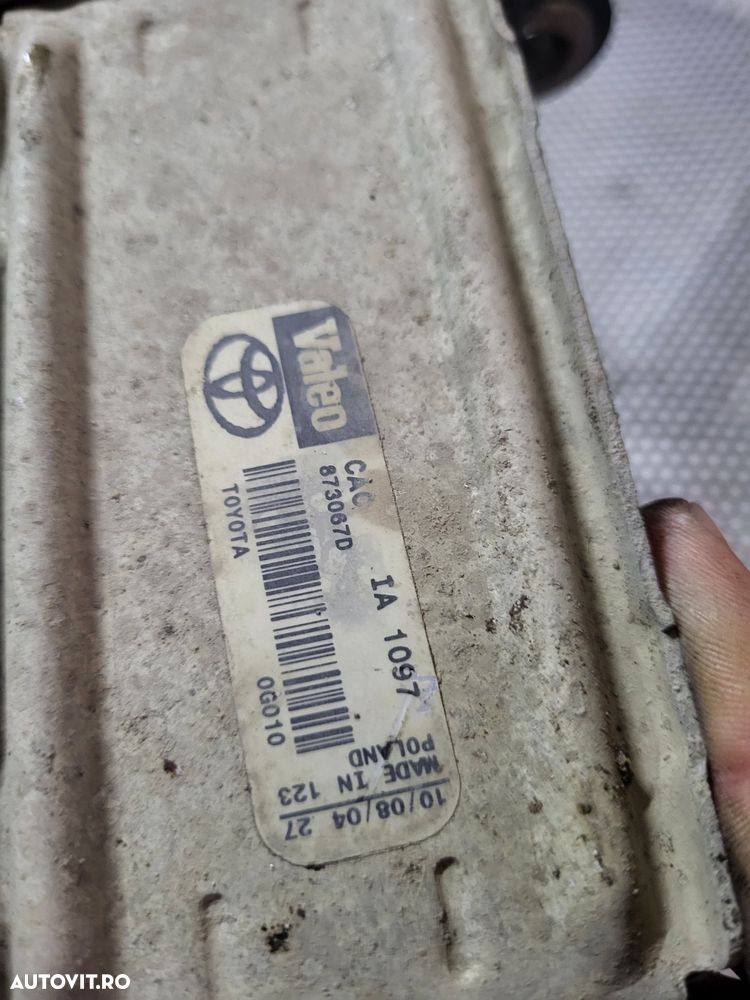 Valeo
CAC
873067D
IA 1097
TOYOTA
0G010
10/08/04 27
MADE IN 123
POLAND
AUTOVIT.RO